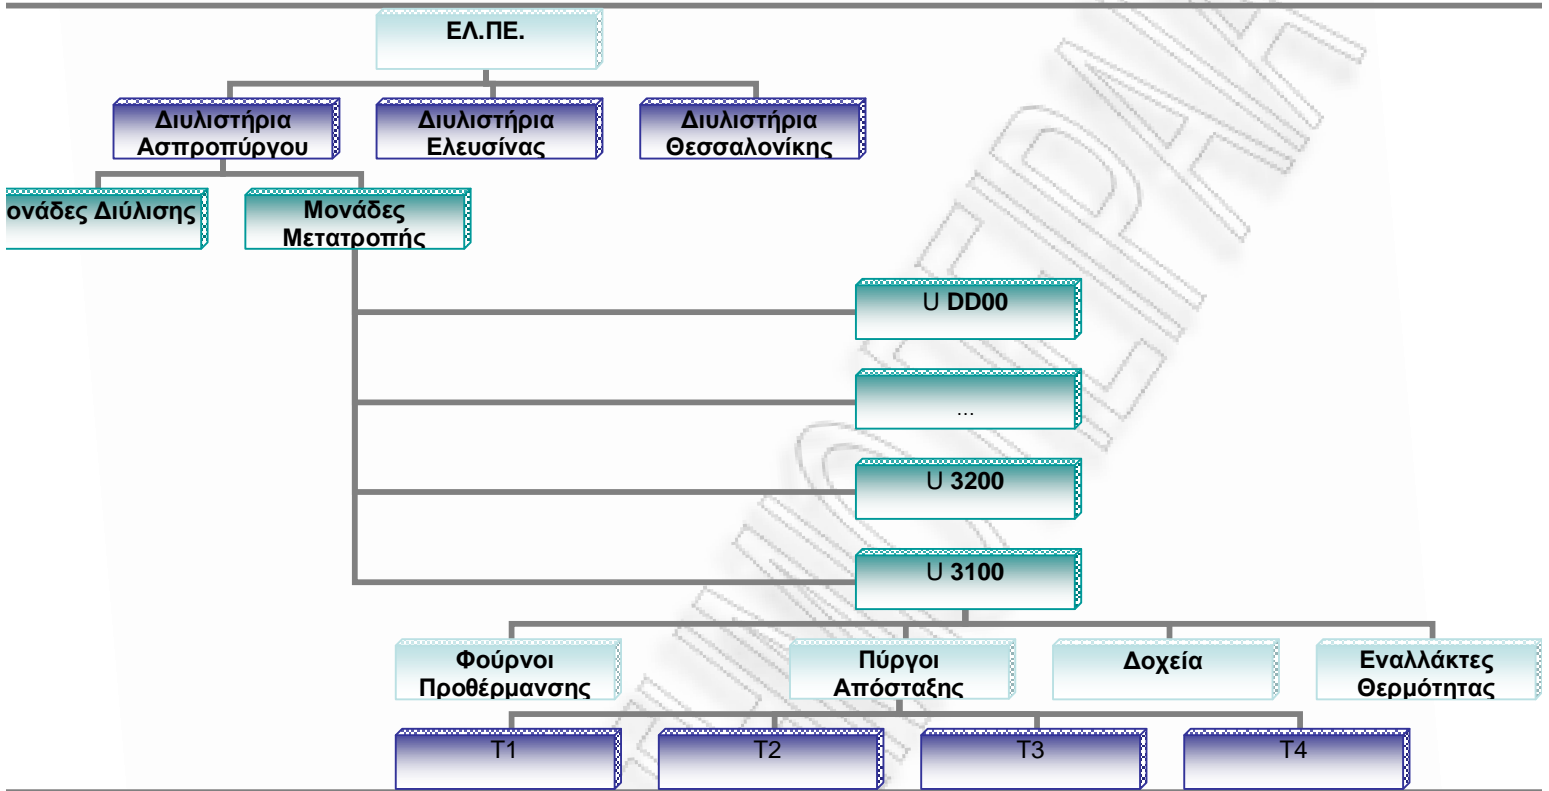 ΕΛ.ΠΕ.
Διυλιστήρια
Ασπροπύργου
Διυλιστήρια
Ελευσίνας
Διυλιστήρια
Θεσσαλονίκης
ονάδες Διύλισης
Μονάδες
Μετατροπής
U DD00
...
U 3200
U 3100
Φούρνοι
Προθέρμανσης
Πύργοι
Απόσταξης
Δοχεία
Εναλλάκτες
Θερμότητας
T1
T2
T3
T4